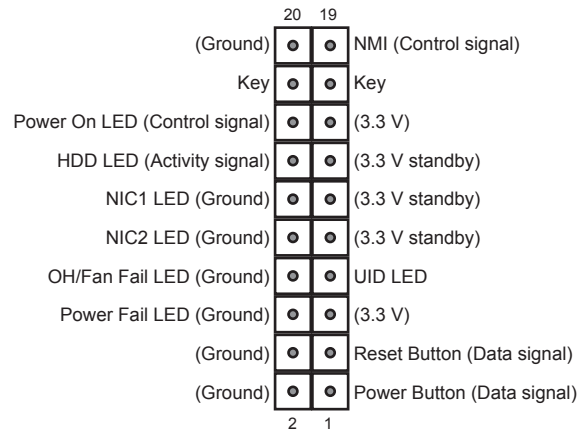 20 19
(Ground) NMI (Control signal)
Key Key
Power On LED (Control signal) (3.3 V)
HDD LED (Activity signal) (3.3 V standby)
NIC1 LED (Ground) (3.3 V standby)
NIC2 LED (Ground) (3.3 V standby)
OH/Fan Fail LED (Ground) UID LED
Power Fail LED (Ground) (3.3 V)
(Ground) Reset Button (Data signal)
(Ground) Power Button (Data signal)
2 1